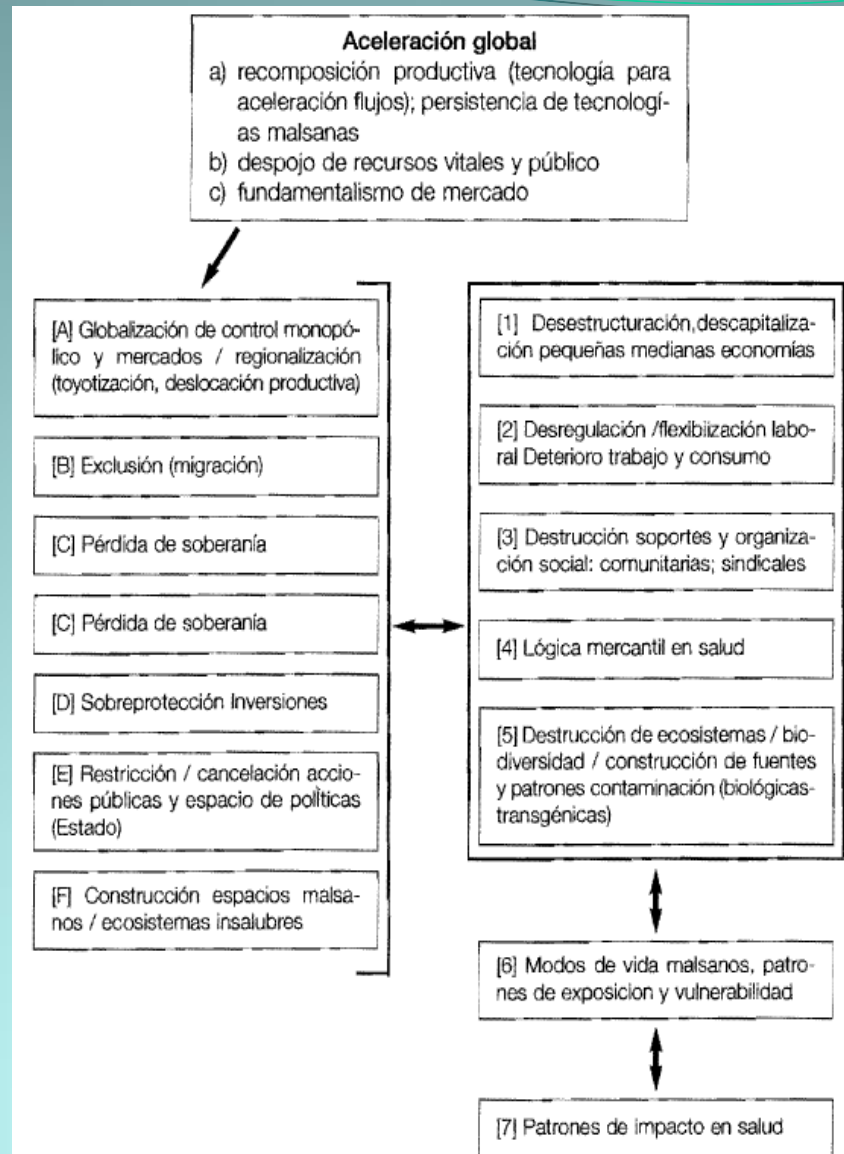 Aceleración global
a) recomposición productiva (tecnología para
aceleración flujos); persistencia de tecnologí-
as malsanas
b) despojo de recursos vitales y público
c) fundamentalismo de mercado
[A] Globalización de control monopó-
lico y mercados / regionalización
(toyotización, deslocación productiva)
[B] Exclusión (migración)
[C] Pérdida de soberanía
[C] Pérdida de soberanía
[D] Sobreprotección Inversiones
[E] Restricción / cancelación accio-
nes públicas y espacio de políticas
(Estado)
[F] Construcción espacios malsa-
nos / ecosistemas insalubres
[1] Desestructuración,descapitaliza-
ción pequeñas medianas economías
[2] Desregulación /flexibiización labo-
ral Deterioro trabajo y consumo
[3] Destrucción soportes y organiza-
ción social: comunitarias; sindicales
[4] Lógica mercantil en salud
[5] Destrucción de ecosistemas / bio-
diversidad / construcción de fuentes
y patrones contaminación (biológicas-
transgénicas)
[6] Modos de vida malsanos, patro-
nes de exposicion y vulnerabilidad
[7] Patrones de impacto en salud